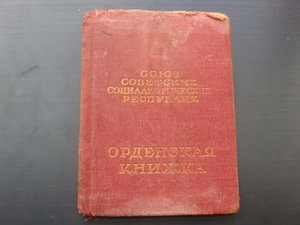 СОЮЗ
СОВЕТСКИХ
СОЦИАЛИСТИЧЕСКИХ
РЕСПУБЛИК
ОРДЕНСКАЯ
КНИЖКА